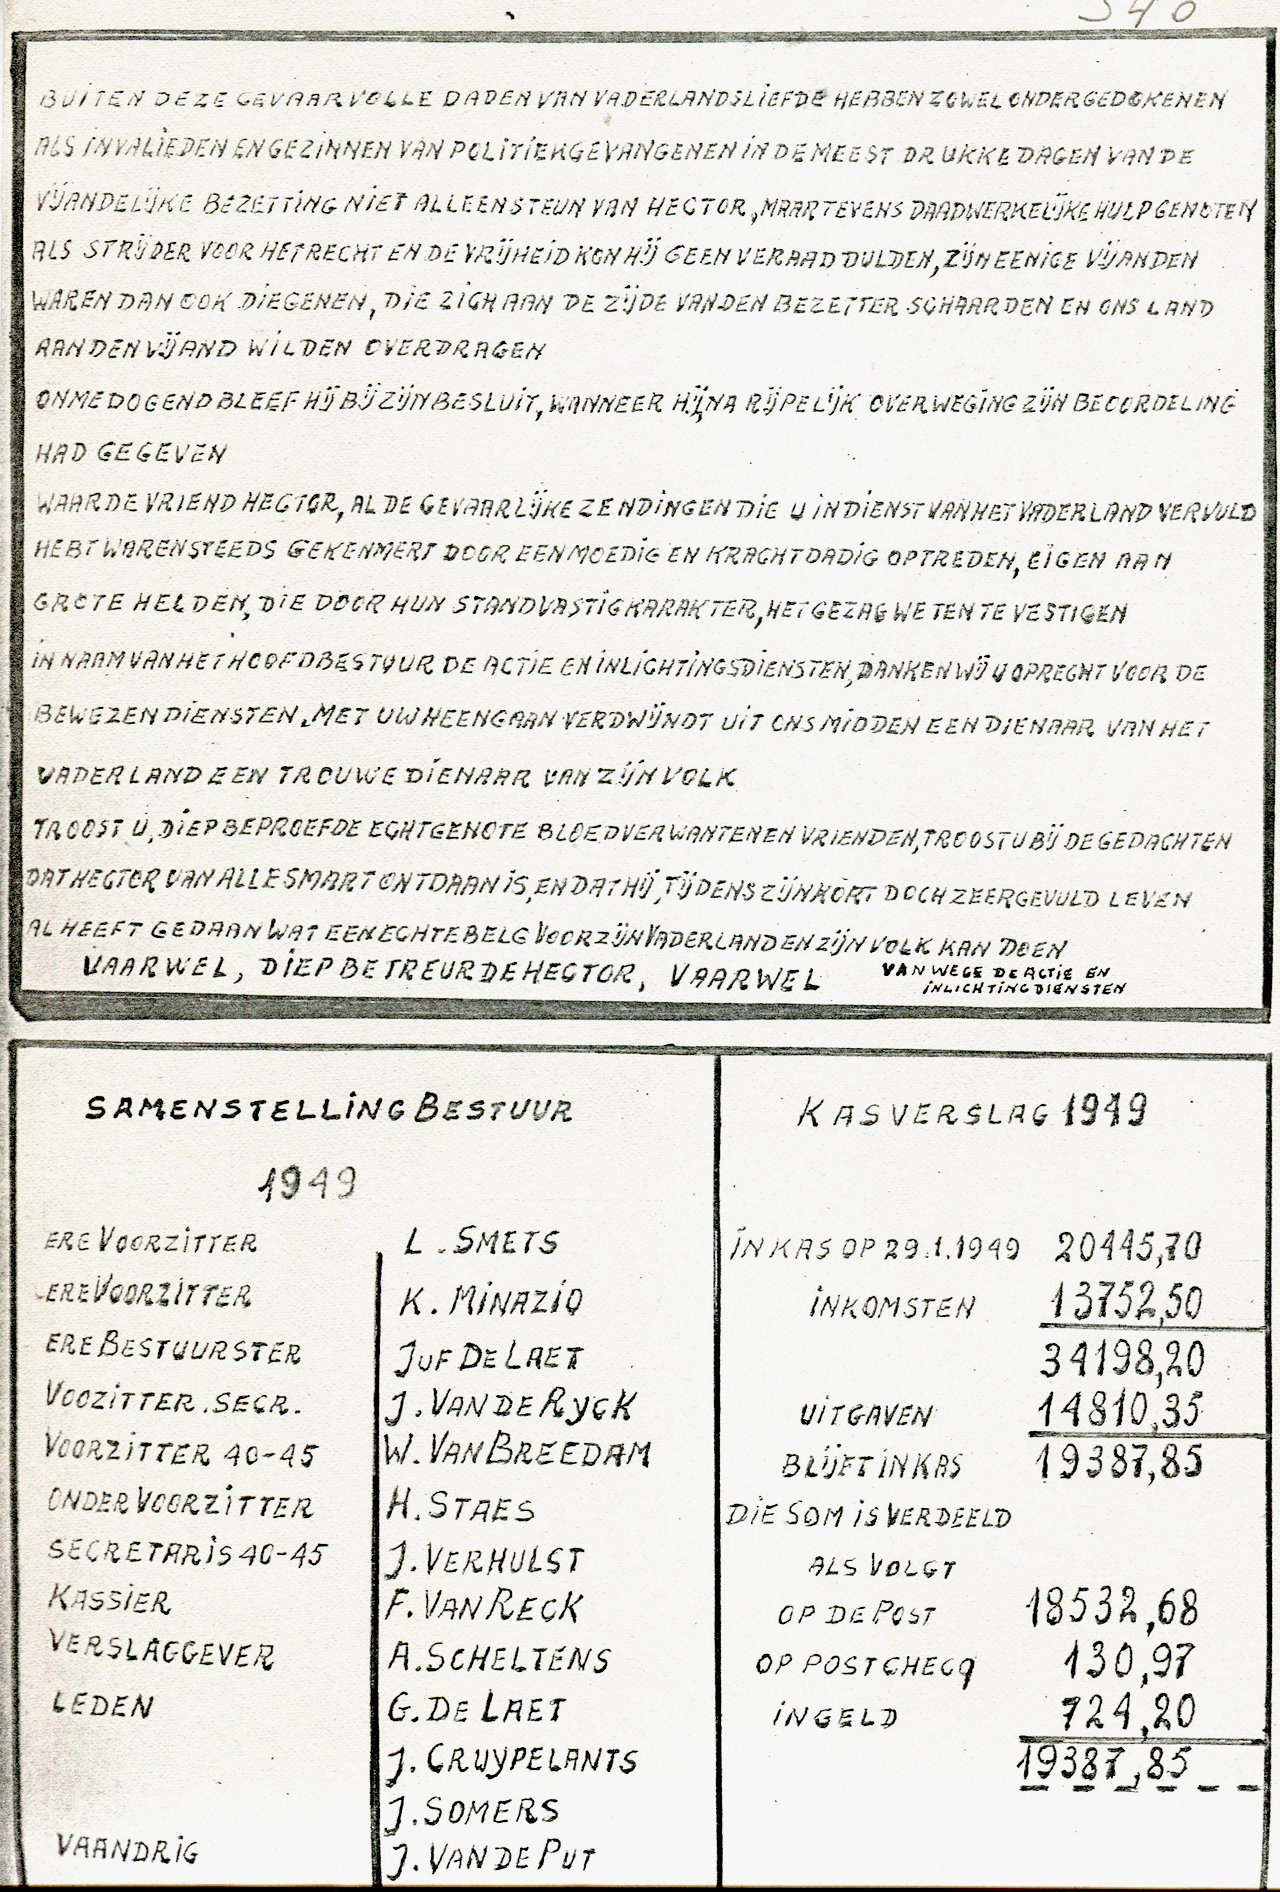 540
BUITEN DEZE GEVAARVOLLE DADEN VAN VADERLANDSLIEFDE HEBBEN ZOWEL ONDERGEDOKENEN
ALS INVALIEDEN EN GEZINNEN VAN POLITIEKGEVANGENEN IN DE MEEST DRUKKE DAGEN VAN DE
VIJANDELIJKE BEZETTING NIET ALLEEN STEUN VAN HECTOR, MAAR TEVENS DAADWERKELIJKE HULP GENOTEN
ALS STRIJDER VOOR HET RECHT EN DE VRIJHEID KON HIJ GEEN VERAAD DULDEN, ZIJN EENIGE VIJANDEN
WAREN DAN OOK DIEGENEN, DIE ZICH AAN DE ZIJDE VAN DEN BEZETTER SCHAARDEN EN ONS LAND
AAN DEN VIJAND WILDEN OVERDRAGEN
ONMEDOGEND BLEEF HIJ BIJ ZIJN BESLUIT, WANNEER HIJ, NA RIJPELIJK OVERWEGING ZIJN BEOORDELING
HAD GEGEVEN
WAARDE VRIEND HECTOR, AL DE GEVAARLIJKE ZENDINGEN DIE U IN DIENST VAN HET VADERLAND VERVULD
HEBT WAREN STEEDS GEKENMERT DOOR EEN MOEDIG EN KRACHTDADIG OPTREDEN, EIGEN AAN
GROTE HELDEN, DIE DOOR HUN STANDVASTIG KARAKTER, HET GEZAG WETEN TE VESTIGEN
IN NAAM VAN HET HOOFDBESTUUR DE ACTIE EN INLICHTINGSDIENSTEN, DANKEN WIJ U OPRECHT VOOR DE
BEWEZEN DIENSTEN. MET UW HEENGAAN VERDWIJNDT UIT ONS MIDDEN EEN DIENAAR VAN HET
VADERLAND EEN TROUWE DIENAAR VAN ZIJN VOLK
TROOST U, DIEP BEPROEFDE ECHTGENOTE BLOEDVERWANTEN EN VRIENDEN, TROOST U BIJ DE GEDACHTEN
DAT HECTOR VAN ALLE SMART ONTDAAN IS, EN DAT HIJ, TIJDENS ZIJN KORT DOCH ZEER GEVULD LEVEN
AL HEEFT GEDAAN WAT EEN ECHTE BELG VOOR ZIJN VADERLAND EN ZIJN VOLK KAN DOEN
VAARWEL, DIEP BETREURDE HECTOR, VAARWEL
VANWEGE DE ACTIE EN
INLICHTINGDIENSTEN
SAMENSTELLING BESTUUR
1949
ERE VOORZITTER L. SMETS
ERE VOORZITTER K. MINAZIO
ERE BESTUURSTER JUF DE LAET
VOOZITTER. SECR. J. VAN DE RYCK
VOORZITTER 40-45 W. VAN BREEDAM
ONDER VOORZITTER H. STAES
SECRETARIS 40-45 J. VERHULST
KASSIER F. VAN RECK
VERSLAGGEVER A. SCHELTENS
LEDEN G. DE LAET
J. CRUYPELANTS
J. SOMERS
VAANDRIG J. VAN DE PUT
KASVERSLAG 1949
IN KAS OP 29.1.1949 20445,70
INKOMSTEN 13752,50
34198,20
UITGAVEN 14810,35
BLIJFT IN KAS 19387,85
DIE SOM IS VERDEELD
ALS VOLGT
OP DE POST 18532,68
OP POSTCHECQ 130,97
IN GELD 724,20
19387,85